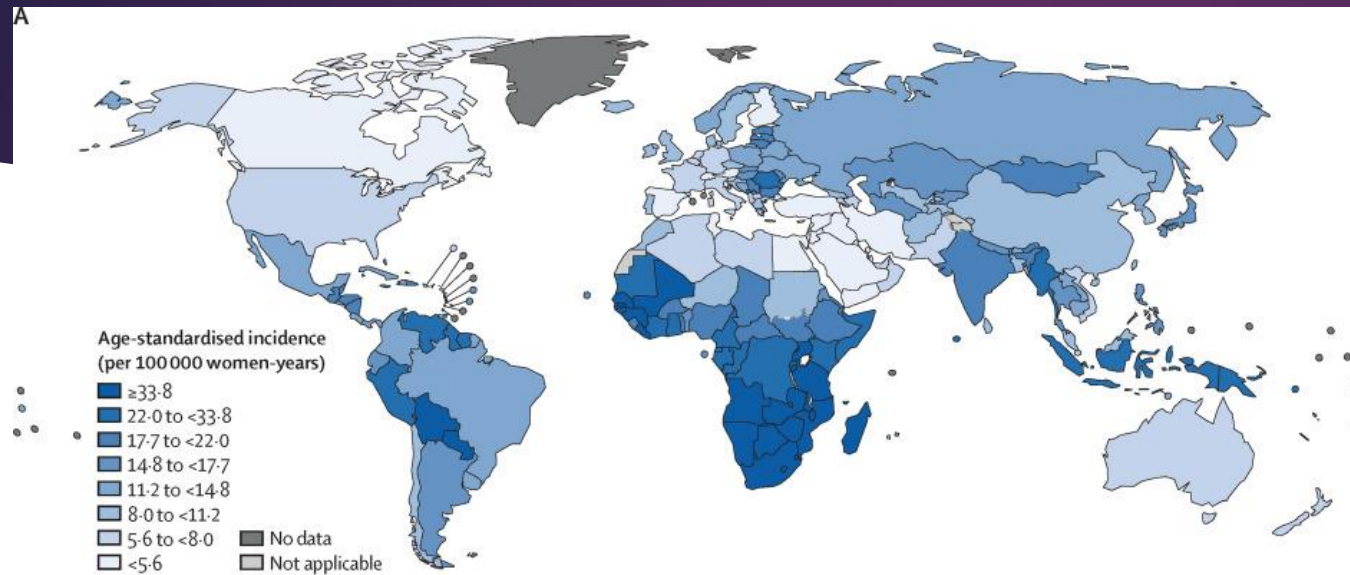 A
Age-standardised incidence
(per 100 000 women-years)
≥33·8
22·0 to <33·8
17·7 to <22·0
14·8 to <17·7
11·2 to <14·8
8·0 to <11·2
5·6 to <8·0
<5·6
No data
Not applicable